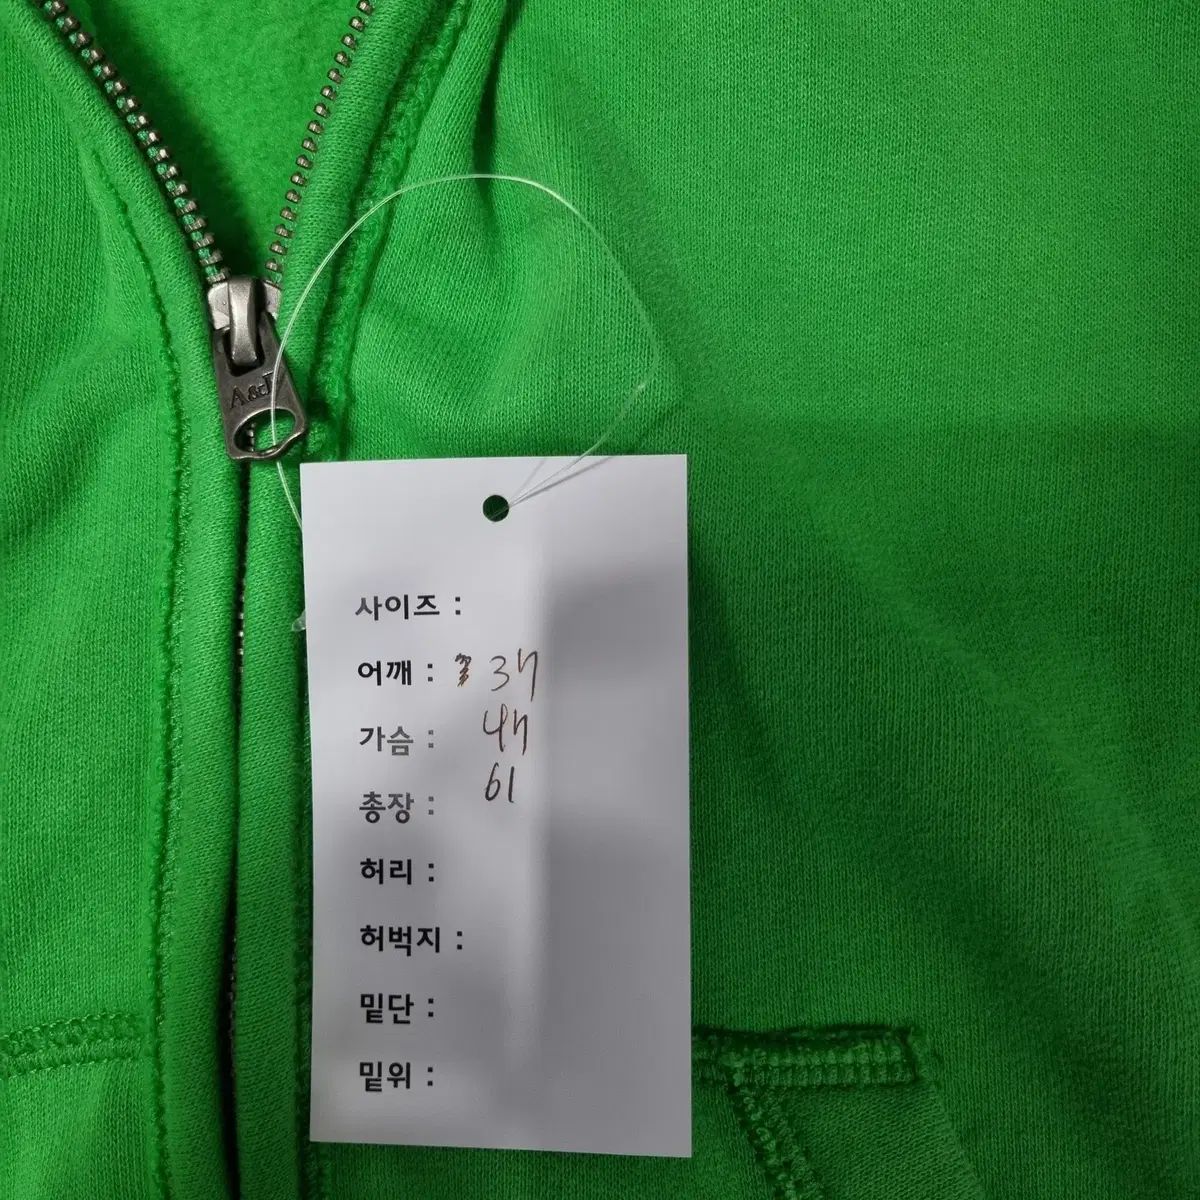 A&F
사이즈 :
어깨 : 37
가슴 : 47
총장 : 61
허리 :
허벅지 :
밑단 :
밑위 :